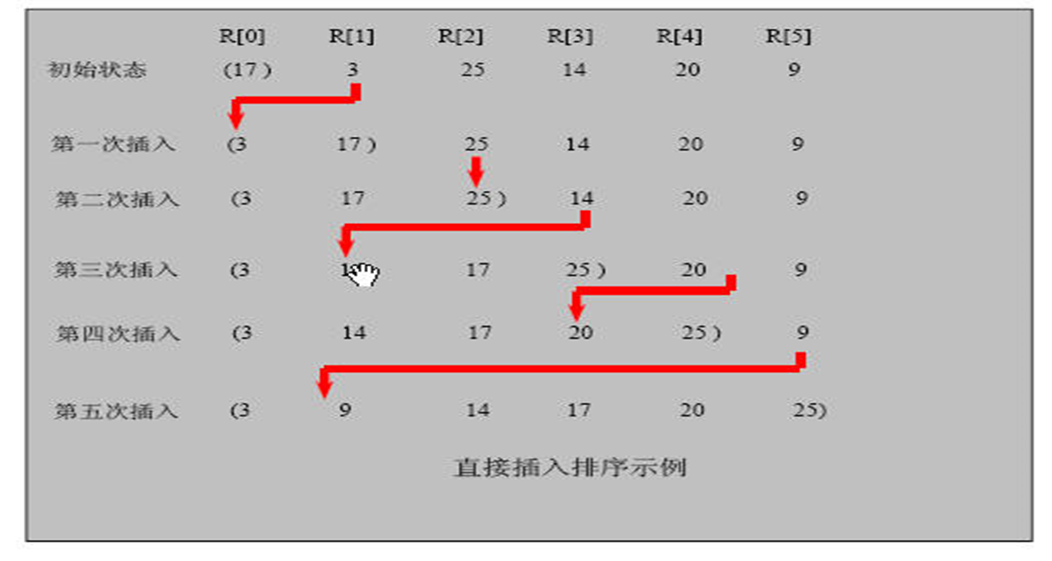 R[0] R[1] R[2] R[3] R[4] R[5]
初始状态 (17 ) 3 25 14 20 9
第一次插入 (3 17 ) 25 14 20 9
第二次插入 (3 17 25 ) 14 20 9
第三次插入 (3 17 25 ) 20 9
第四次插入 (3 14 17 20 25 ) 9
第五次插入 (3 9 14 17 20 25)
直接插入排序示例